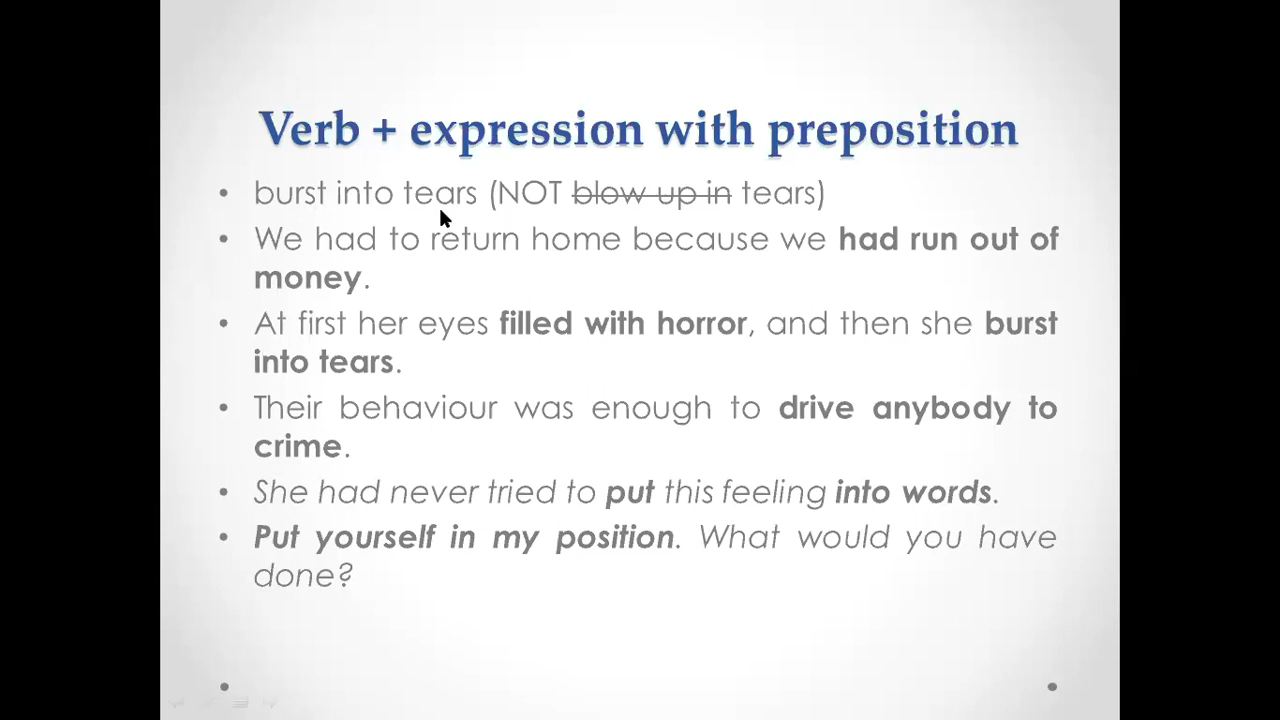 Verb + expression with preposition
• burst into tears (NOT blow up in tears)
• We had to return home because we had run out of
money.
• At first her eyes filled with horror, and then she burst
into tears.
• Their behaviour was enough to drive anybody to
crime.
• She had never tried to put this feeling into words.
• Put yourself in my position. What would you have
done?